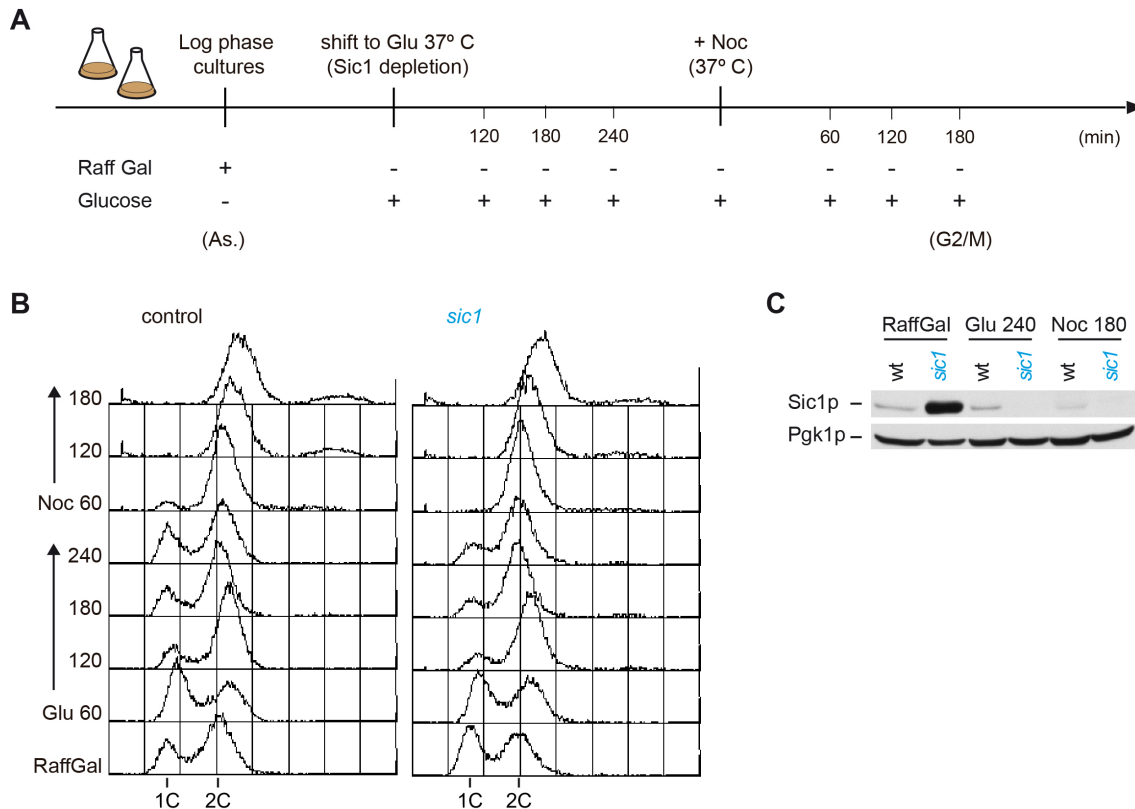 A
Log phase
cultures
shift to Glu 37º C
(Sic1 depletion)
+ Noc
(37º C)
120 180 240 60 120 180 (min)
Raff Gal + - - - - - - - -
Glucose - + + + + + + + +
(As.) (G2/M)
B
control sic1
180
120
Noc 60
240
180
120
Glu 60
RaffGal
1C 2C 1C 2C
C
RaffGal Glu 240 Noc 180
wt sic1 wt sic1 wt sic1
Sic1p –
Pgk1p –